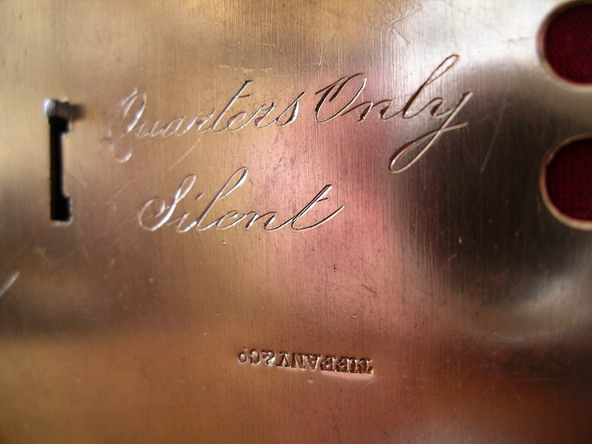 Quarters Only
Silent
TIFFANY & Co